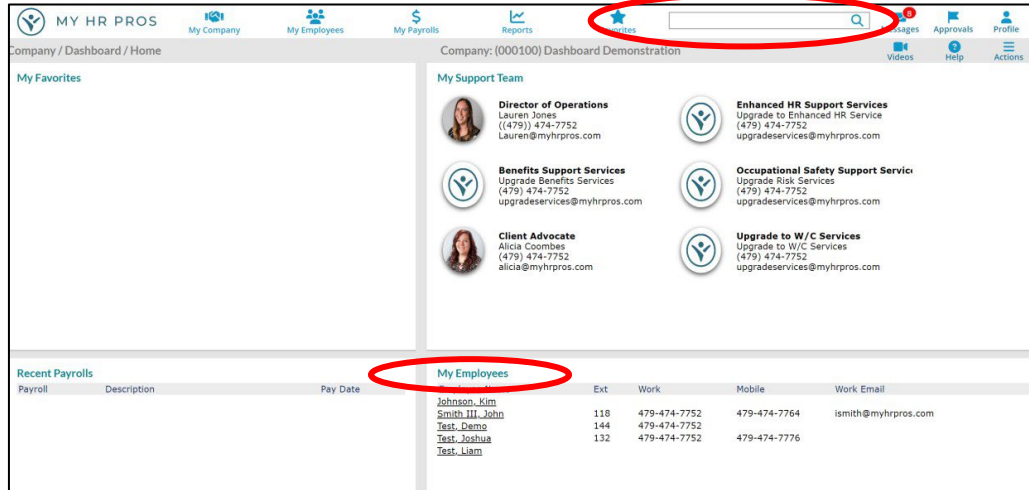 MY HR PROS
My Company
My Employees
My Payrolls
Reports
8
Approvals
Profile
Company / Dashboard / Home
Company: (000100) Dashboard Demonstration
Videos
Help
Actions
My Favorites
My Support Team
Director of Operations
Lauren Jones
((479)) 474-7752
Lauren@myhrpros.com
Enhanced HR Support Services
Upgrade to Enhanced HR Service
(479) 474-7752
upgradeservices@myhrpros.com
Benefits Support Services
Upgrade Benefits Services
(479) 474-7752
upgradeservices@myhrpros.com
Occupational Safety Support Servic
Upgrade Risk Services
(479) 474-7752
upgradeservices@myhrpros.com
Client Advocate
Alicia Coombes
(479) 474-7752
alicia@myhrpros.com
Upgrade to W/C Services
Upgrade to W/C Services
(479) 474-7752
upgradeservices@myhrpros.com
Recent Payrolls
Payroll Description Pay Date
My Employees
Ext Work Mobile Work Email
Johnson, Kim
Smith III, John 118 479-474-7752 479-474-7764 ismith@myhrpros.com
Test, Demo 144 479-474-7752
Test, Joshua 132 479-474-7752 479-474-7776
Test, Liam